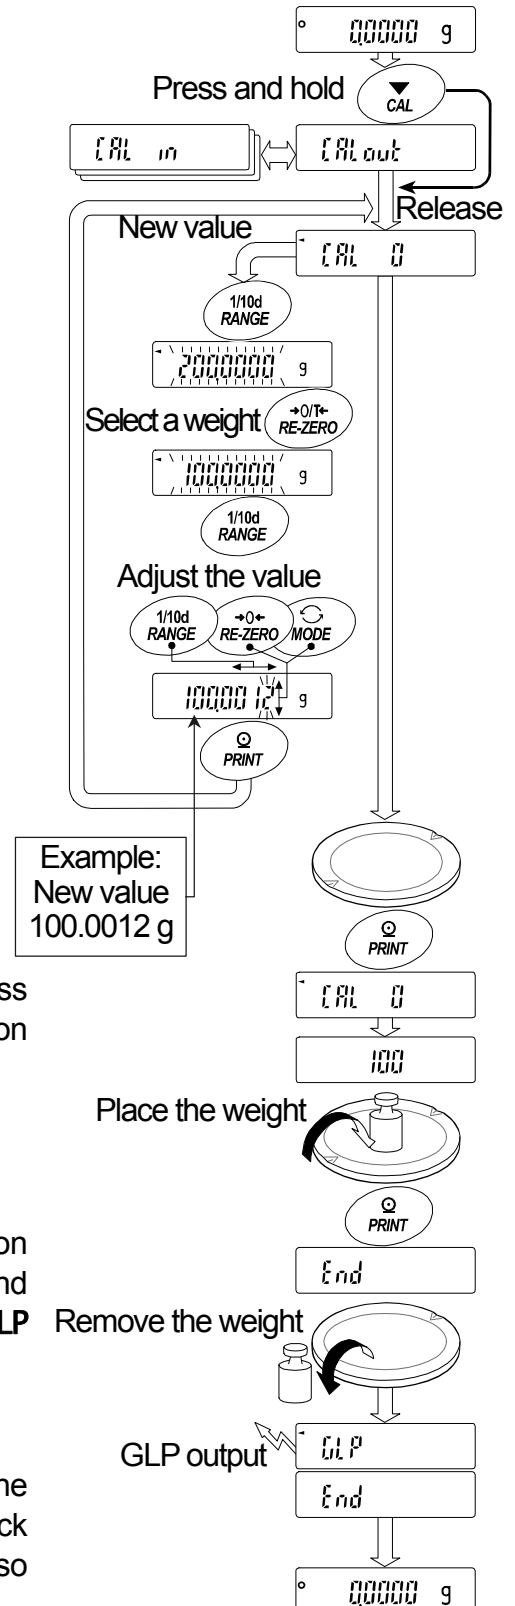 0.0000 g
Press and hold
CAL
CAL in
CAL out
Release
New value
CAL 0
1/10d
RANGE
200.0000 g
Select a weight
→0/T←
RE-ZERO
100.0000 g
1/10d
RANGE
Adjust the value
1/10d
RANGE
→0←
RE-ZERO
MODE
100.0012 g
PRINT
Example:
New value
100.0012 g
PRINT
ss
on
CAL 0
100
Place the weight
PRINT
on
nd
LP
End
Remove the weight
GLP output
GLP
End
ne
ck
so
0.0000 g